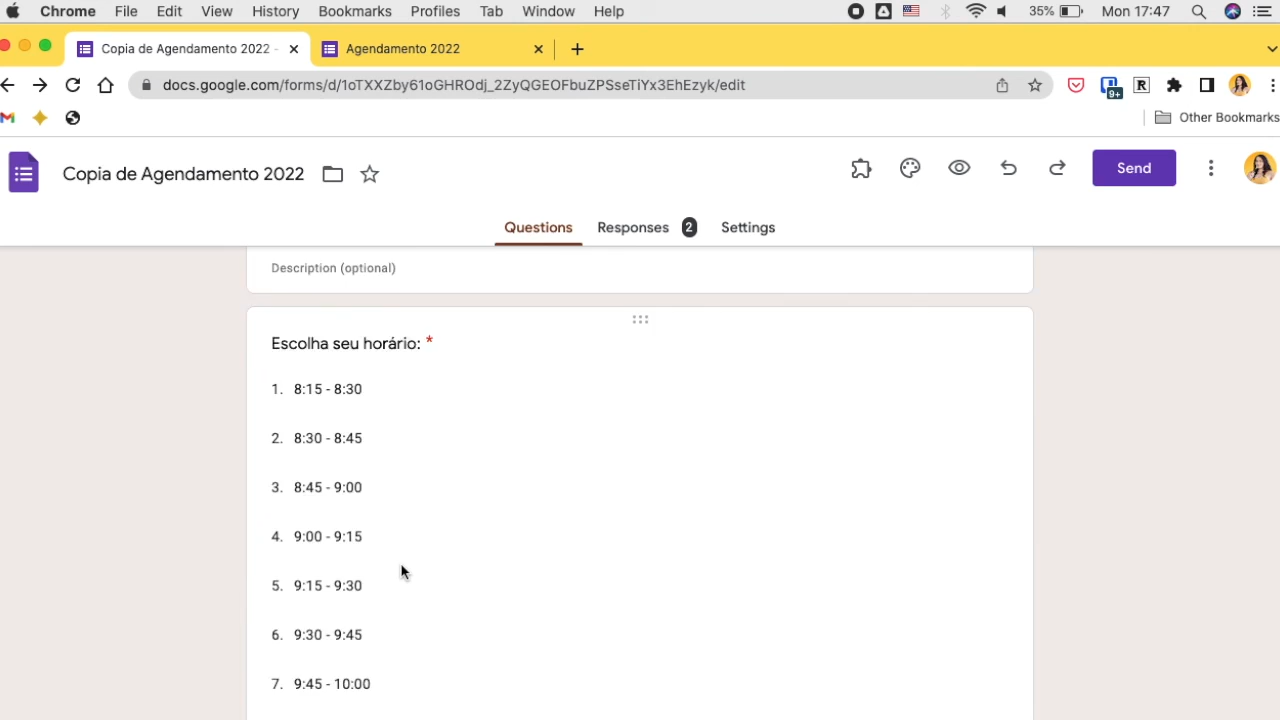 Chrome File Edit View History Bookmarks Profiles Tab Window Help 35% Mon 17:47
Copia de Agendamento 2022 - Agendamento 2022
docs.google.com/forms/d/1oTXXZby61oGHROdj_2ZyQGEOFbuZPSseTiYx3EhEzyk/edit 9+ R
Other Bookmarks
Copia de Agendamento 2022 Send
Questions Responses 2 Settings
Description (optional)
Escolha seu horário: *
1. 8:15 - 8:30
2. 8:30 - 8:45
3. 8:45 - 9:00
4. 9:00 - 9:15
5. 9:15 - 9:30
6. 9:30 - 9:45
7. 9:45 - 10:00